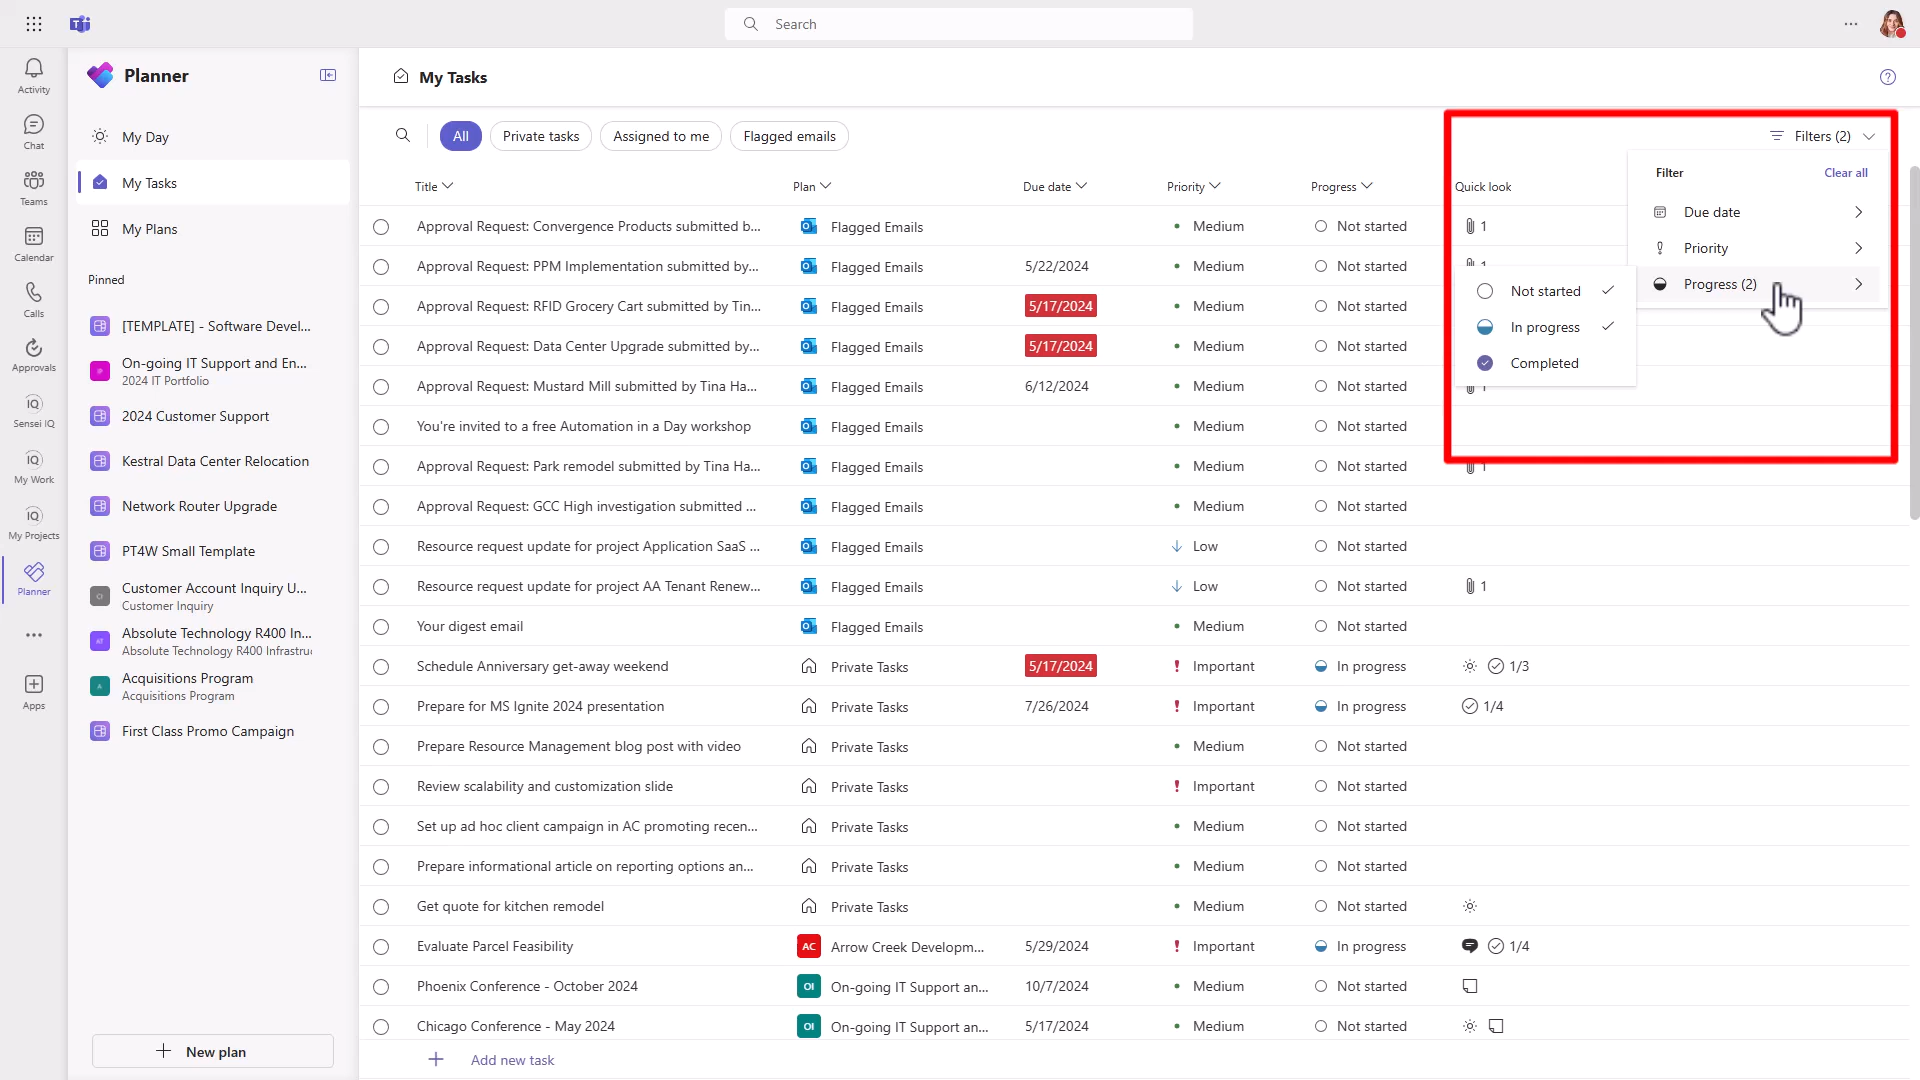 Search
Activity
Chat
Teams
Calendar
Calls
Approvals
IQ
Sensei IQ
IQ
My Work
IQ
My Projects
Planner
Apps
Planner
My Day
My Tasks
My Plans
Pinned
[TEMPLATE] - Software Devel...
On-going IT Support and En...
2024 IT Portfolio
2024 Customer Support
Kestral Data Center Relocation
Network Router Upgrade
PT4W Small Template
Customer Account Inquiry U...
Customer Inquiry
Absolute Technology R400 In...
Absolute Technology R400 Infrastru
Acquisitions Program
Acquisitions Program
First Class Promo Campaign
New plan
My Tasks
All Private tasks Assigned to me Flagged emails Filters (2)
Title Plan Due date Priority Progress Quick look
Approval Request: Convergence Products submitted b... Flagged Emails Medium Not started 1
Approval Request: PPM Implementation submitted by... Flagged Emails 5/22/2024 Medium Not started 1
Approval Request: RFID Grocery Cart submitted by Tin... Flagged Emails 5/17/2024 Medium Not started
Approval Request: Data Center Upgrade submitted by... Flagged Emails 5/17/2024 Medium Not started
Approval Request: Mustard Mill submitted by Tina Ha... Flagged Emails 6/12/2024 Medium Not started 1
You're invited to a free Automation in a Day workshop Flagged Emails Medium Not started
Approval Request: Park remodel submitted by Tina Ha... Flagged Emails Medium Not started 1
Approval Request: GCC High investigation submitted ... Flagged Emails Medium Not started
Resource request update for project Application SaaS ... Flagged Emails Low Not started
Resource request update for project AA Tenant Renew... Flagged Emails Low Not started 1
Your digest email Flagged Emails Medium Not started
Schedule Anniversary get-away weekend Private Tasks 5/17/2024 Important In progress 1/3
Prepare for MS Ignite 2024 presentation Private Tasks 7/26/2024 Important In progress 1/4
Prepare Resource Management blog post with video Private Tasks Medium Not started
Review scalability and customization slide Private Tasks Important Not started
Set up ad hoc client campaign in AC promoting recen... Private Tasks Medium Not started
Prepare informational article on reporting options an... Private Tasks Medium Not started
Get quote for kitchen remodel Private Tasks Medium Not started
Evaluate Parcel Feasibility AC Arrow Creek Developm... 5/29/2024 Important In progress 1/4
Phoenix Conference - October 2024 OI On-going IT Support an... 10/7/2024 Medium Not started
Chicago Conference - May 2024 OI On-going IT Support an... 5/17/2024 Medium Not started
Add new task
Filter Clear all
Due date
Priority
Progress (2)
Not started
In progress
Completed